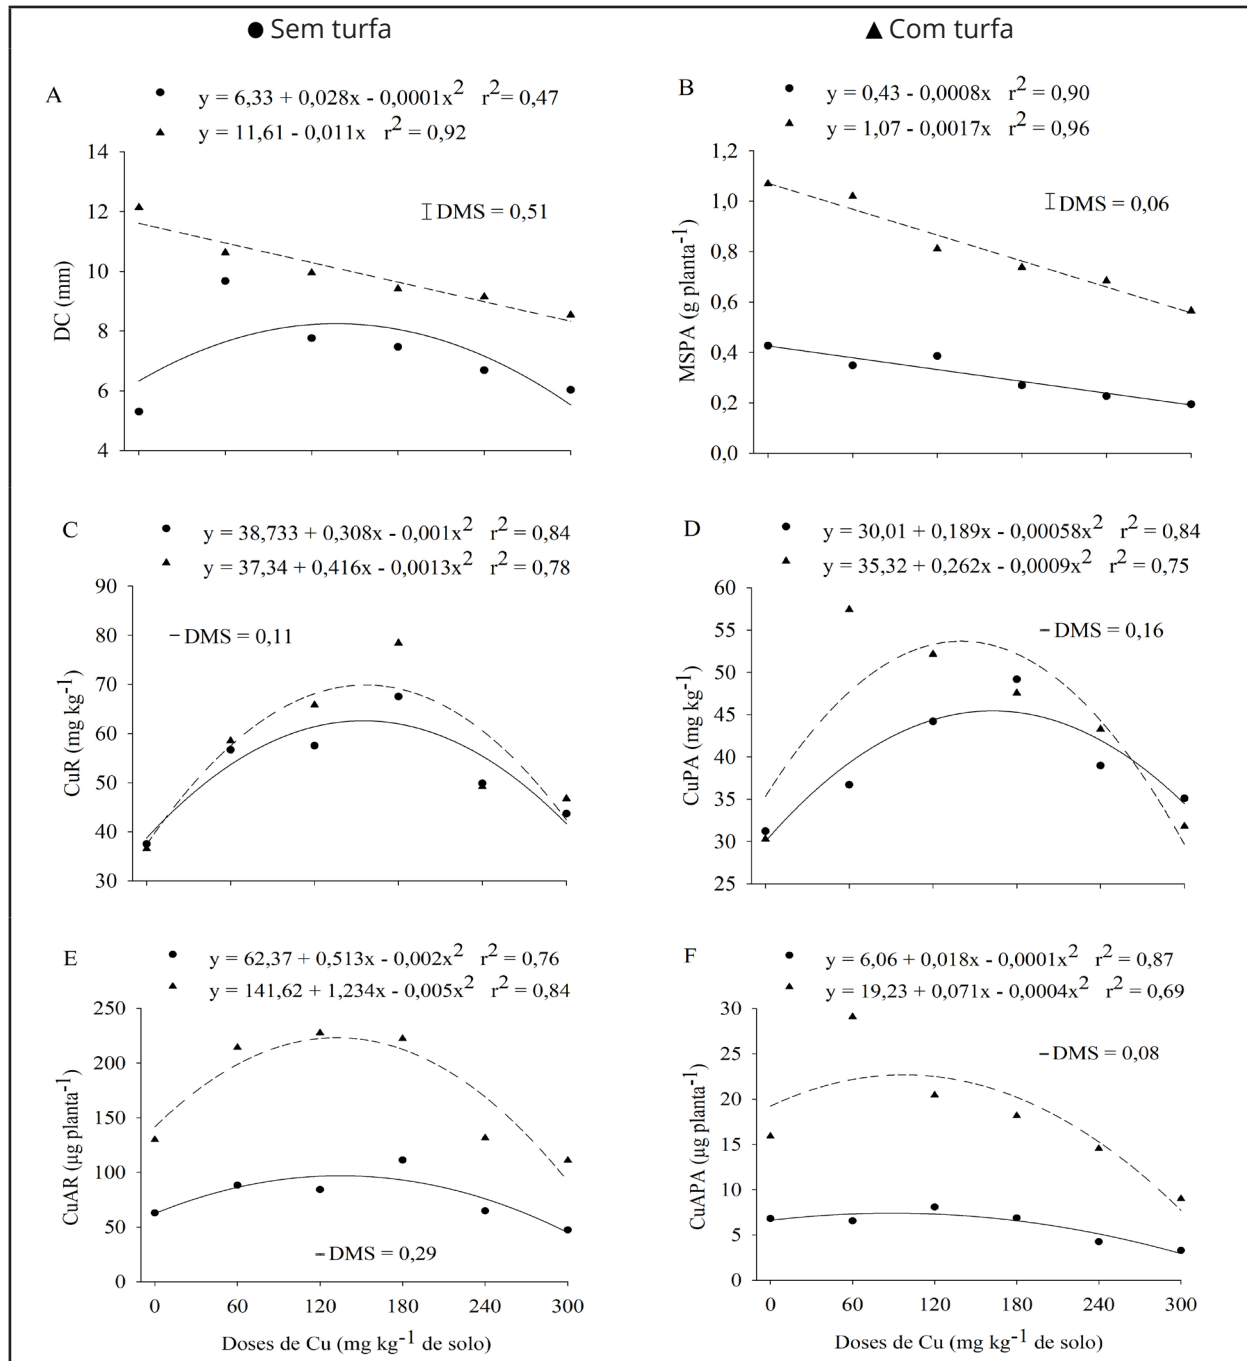 ● Sem turfa ▲ Com turfa
A
● y = 6,33 + 0,028x - 0,0001x² r² = 0,47
▲ y = 11,61 - 0,011x r² = 0,92
14
12
10
8
6
4
DC (mm)
DMS = 0,51
B
● y = 0,43 - 0,0008x r² = 0,90
▲ y = 1,07 - 0,0017x r² = 0,96
1,2
1,0
0,8
0,6
0,4
0,2
0,0
MSPA (g planta⁻¹)
DMS = 0,06
C
● y = 38,733 + 0,308x - 0,001x² r² = 0,84
▲ y = 37,34 + 0,416x - 0,0013x² r² = 0,78
90
80
70
60
50
40
30
CuR (mg kg⁻¹)
DMS = 0,11
D
● y = 30,01 + 0,189x - 0,00058x² r² = 0,84
▲ y = 35,32 + 0,262x - 0,0009x² r² = 0,75
60
55
50
45
40
35
30
25
CuPA (mg kg⁻¹)
DMS = 0,16
E
● y = 62,37 + 0,513x - 0,002x² r² = 0,76
▲ y = 141,62 + 1,234x - 0,005x² r² = 0,84
250
200
150
100
50
0
CuAR (µg planta⁻¹)
DMS = 0,29
0 60 120 180 240 300
Doses de Cu (mg kg⁻¹ de solo)
F
● y = 6,06 + 0,018x - 0,0001x² r² = 0,87
▲ y = 19,23 + 0,071x - 0,0004x² r² = 0,69
30
25
20
15
10
5
0
CuAPA (µg planta⁻¹)
DMS = 0,08
0 60 120 180 240 300
Doses de Cu (mg kg⁻¹ de solo)